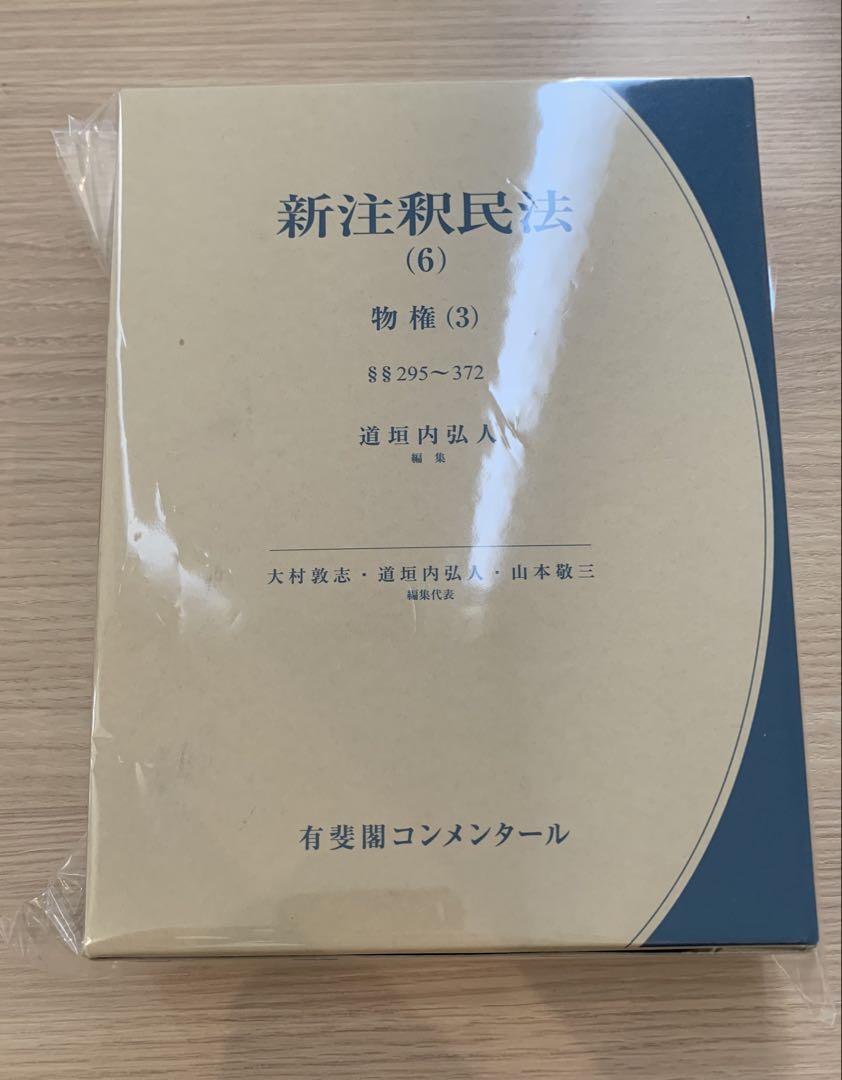 新注釈民法
(6)
物権(3)
§§295～372
道垣内弘人
編集
大村敦志・道垣内弘人・山本敬三
編集代表
有斐閣コンメンタール